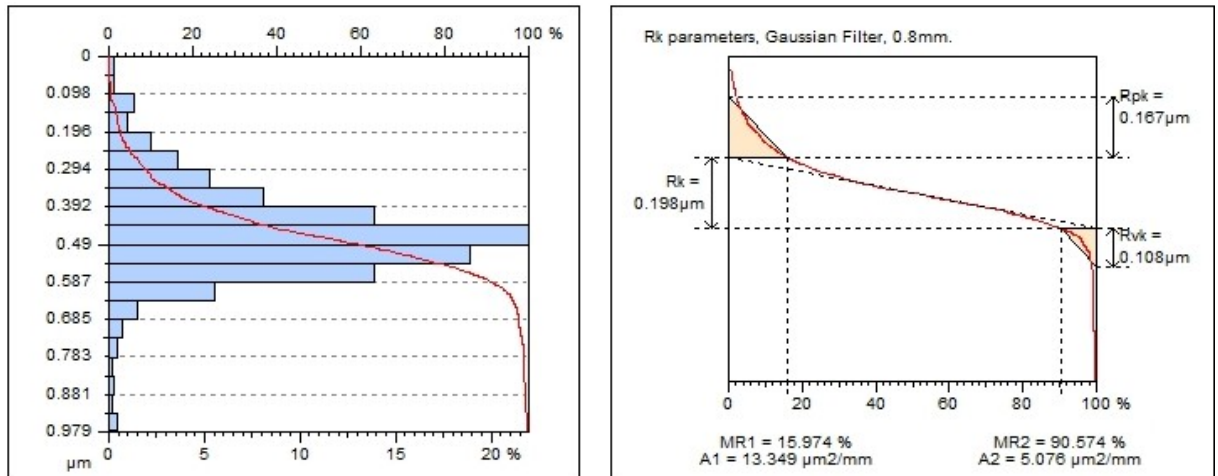 0 20 40 60 80 100 %
0
0.098
0.196
0.294
0.392
0.49
0.587
0.685
0.783
0.881
0.979
µm
0 5 10 15 20 %
Rk parameters, Gaussian Filter, 0.8mm.
Rpk =
0.167µm
Rk =
0.198µm
Rvk =
0.108µm
0 20 40 60 80 100 %
MR1 = 15.974 % MR2 = 90.574 %
A1 = 13.349 µm2/mm A2 = 5.076 µm2/mm